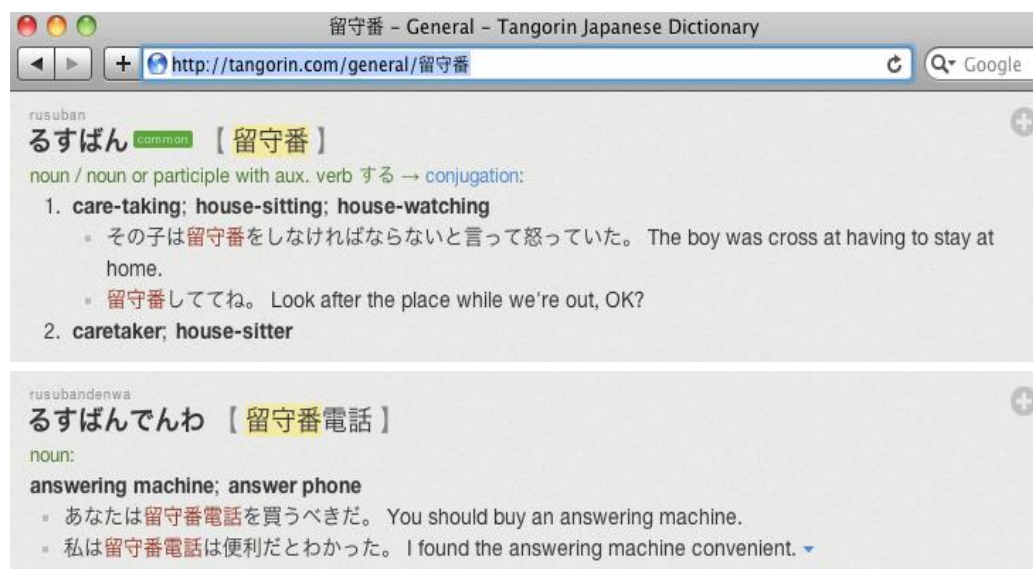 留守番 – General – Tangorin Japanese Dictionary
http://tangorin.com/general/留守番
Google
rusuban
るすばん common 【 留守番 】
noun / noun or participle with aux. verb する → conjugation:
1. care-taking; house-sitting; house-watching
その子は留守番をしなければならないと言って怒っていた。 The boy was cross at having to stay at
home.
留守番しててね。 Look after the place while we're out, OK?
2. caretaker; house-sitter
rusubandenwa
るすばんでんわ 【 留守番電話 】
noun:
answering machine; answer phone
あなたは留守番電話を買うべきだ。 You should buy an answering machine.
私は留守番電話は便利だとわかった。 I found the answering machine convenient.